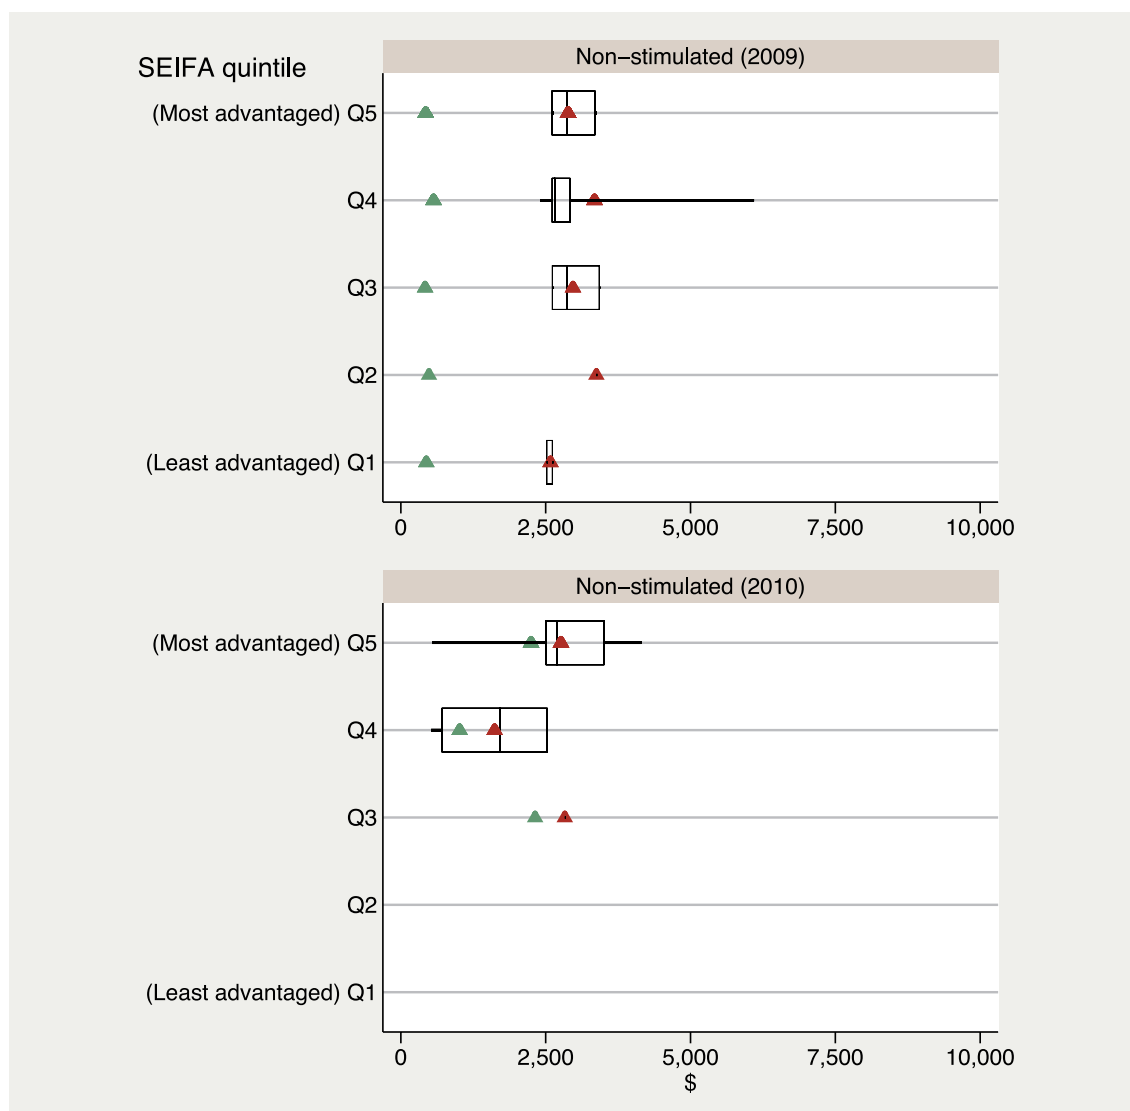 SEIFA quintile
Non−stimulated (2009)
(Most advantaged) Q5
Q4
Q3
Q2
(Least advantaged) Q1
0 2,500 5,000 7,500 10,000
Non−stimulated (2010)
(Most advantaged) Q5
Q4
Q3
Q2
(Least advantaged) Q1
0 2,500 5,000 7,500 10,000
$